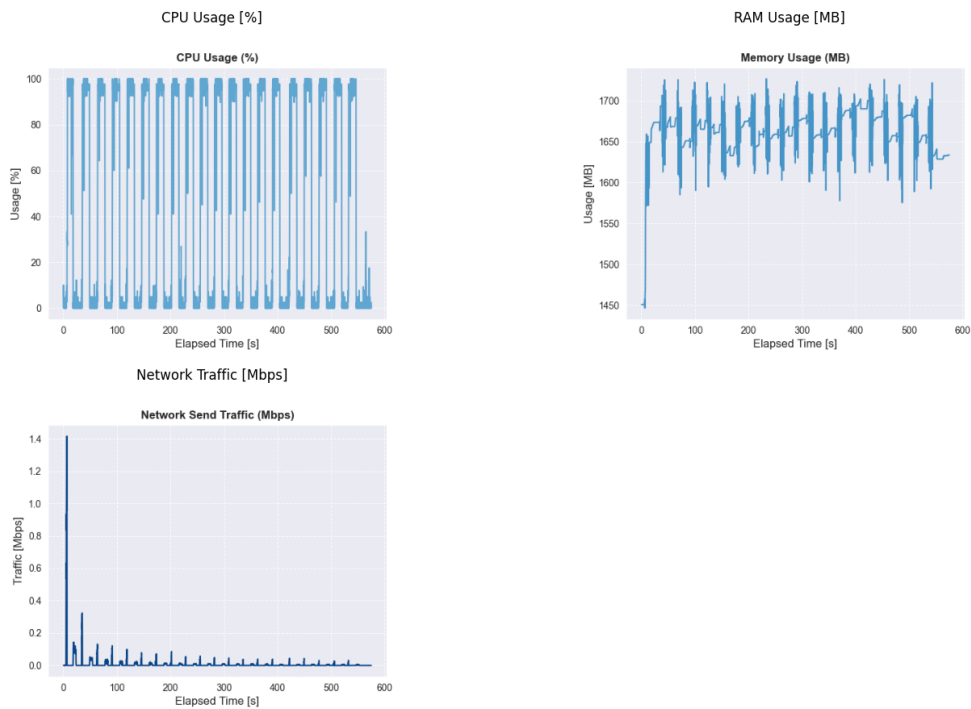 CPU Usage [%]
RAM Usage [MB]
CPU Usage (%)
100
80
60
40
20
0
Usage [%]
0 100 200 300 400 500 600
Elapsed Time [s]
Memory Usage (MB)
1700
1650
1600
1550
1500
1450
Usage [MB]
0 100 200 300 400 500 600
Elapsed Time [s]
Network Traffic [Mbps]
Network Send Traffic (Mbps)
1.4
1.2
1.0
0.8
0.6
0.4
0.2
0.0
Traffic [Mbps]
0 100 200 300 400 500 600
Elapsed Time [s]